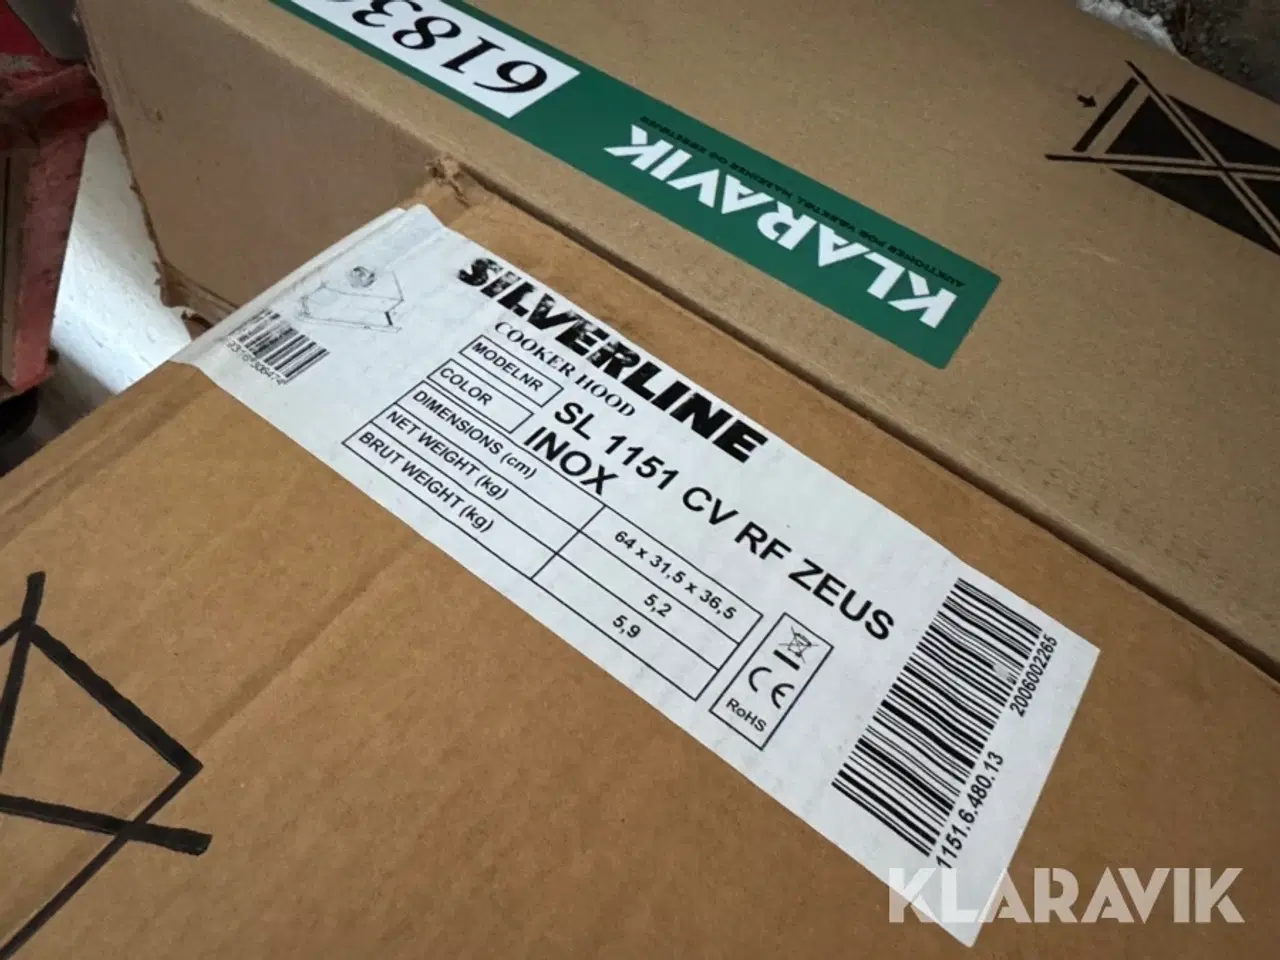 6183
KLARAVIK
SILVERLINE
COOKER HOOD
MODELNR SL 1151 CV RF ZEUS
COLOR INOX
DIMENSIONS (cm) 64 x 31,5 x 36,5
NET WEIGHT (kg) 5,2
BRUT WEIGHT (kg) 5,9
CE
RoHS
2006002265
1151.6.480.13
KLARAVIK